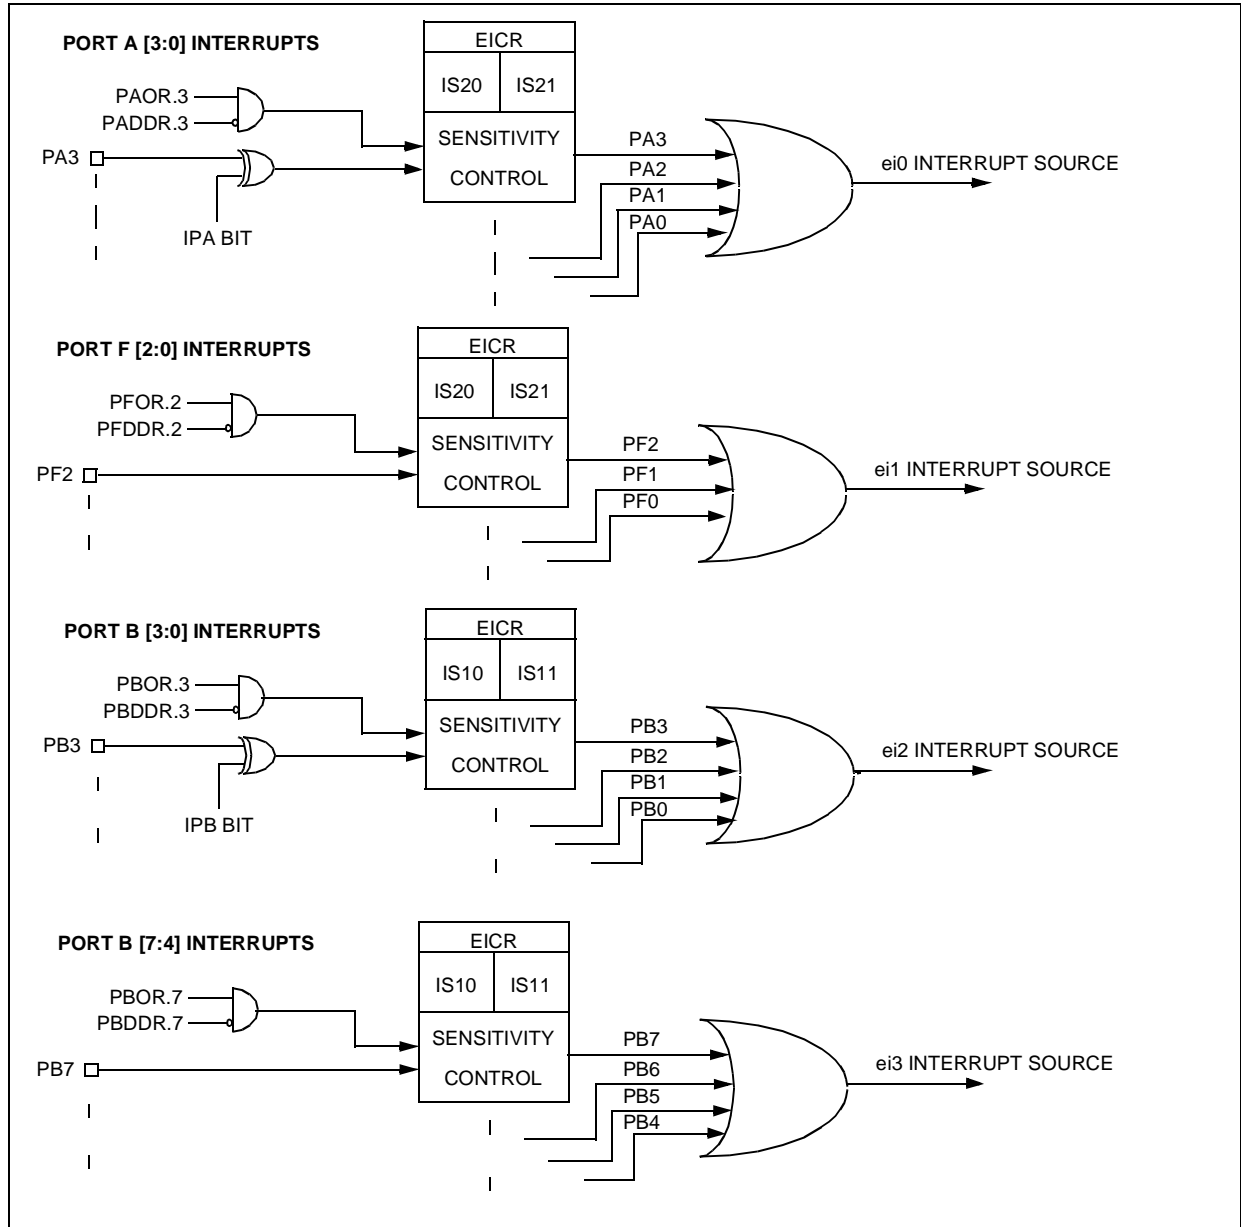 PORT A [3:0] INTERRUPTS
EICR
IS20 IS21
PAOR.3
PADDR.3
SENSITIVITY
CONTROL
PA3
IPA BIT
PA3
PA2
PA1
PA0
ei0 INTERRUPT SOURCE
PORT F [2:0] INTERRUPTS
EICR
IS20 IS21
PFOR.2
PFDDR.2
SENSITIVITY
CONTROL
PF2
PF2
PF1
PF0
ei1 INTERRUPT SOURCE
PORT B [3:0] INTERRUPTS
EICR
IS10 IS11
PBOR.3
PBDDR.3
SENSITIVITY
CONTROL
PB3
IPB BIT
PB3
PB2
PB1
PB0
ei2 INTERRUPT SOURCE
PORT B [7:4] INTERRUPTS
EICR
IS10 IS11
PBOR.7
PBDDR.7
SENSITIVITY
CONTROL
PB7
PB7
PB6
PB5
PB4
ei3 INTERRUPT SOURCE